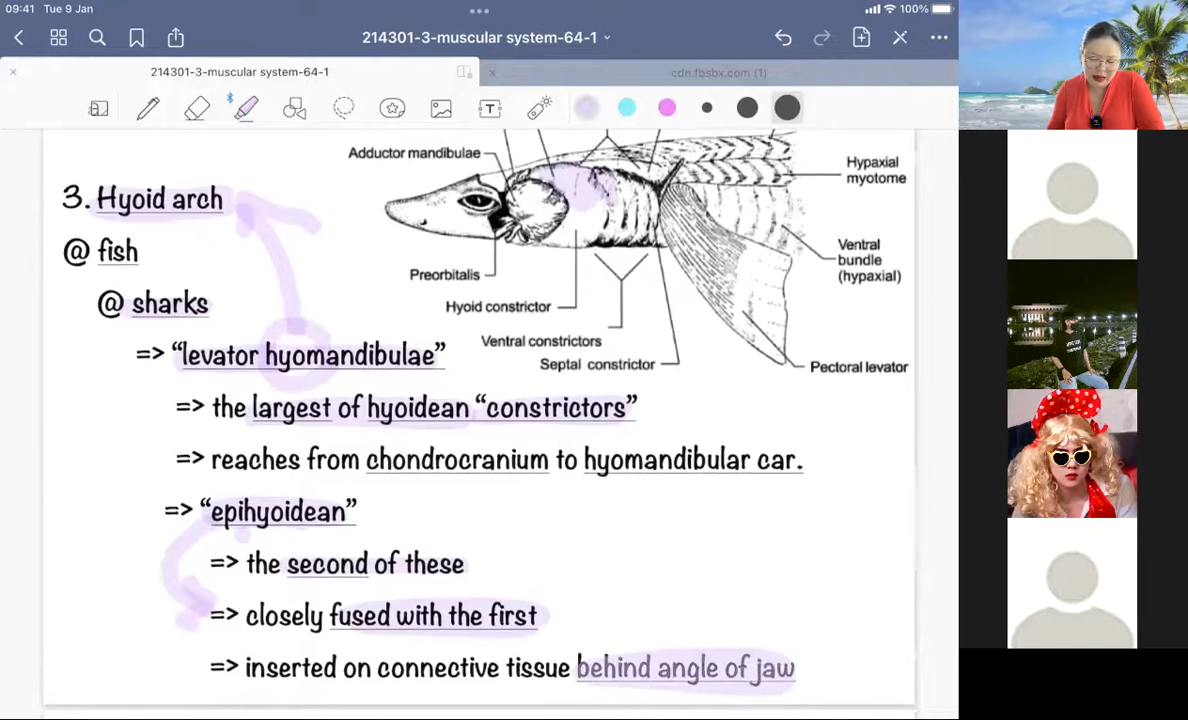 09:41 Tue 9 Jan
100%
214301-3-muscular system-64-1
214301-3-muscular system-64-1
cdn.fbsbx.com (1)
T
Adductor mandibulae
Hypaxial
myotome
3. Hyoid arch
@ fish
Ventral
bundle
(hypaxial)
Preorbitalis
@ sharks
Hyoid constrictor
Ventral constrictors
=> "levator hyomandibulae"
Septal constrictor
Pectoral levator
=> the largest of hyoidean "constrictors"
=> reaches from chondrocranium to hyomandibular car.
=> "epihyoidean"
=> the second of these
=> closely fused with the first
=> inserted on connective tissue behind angle of jaw